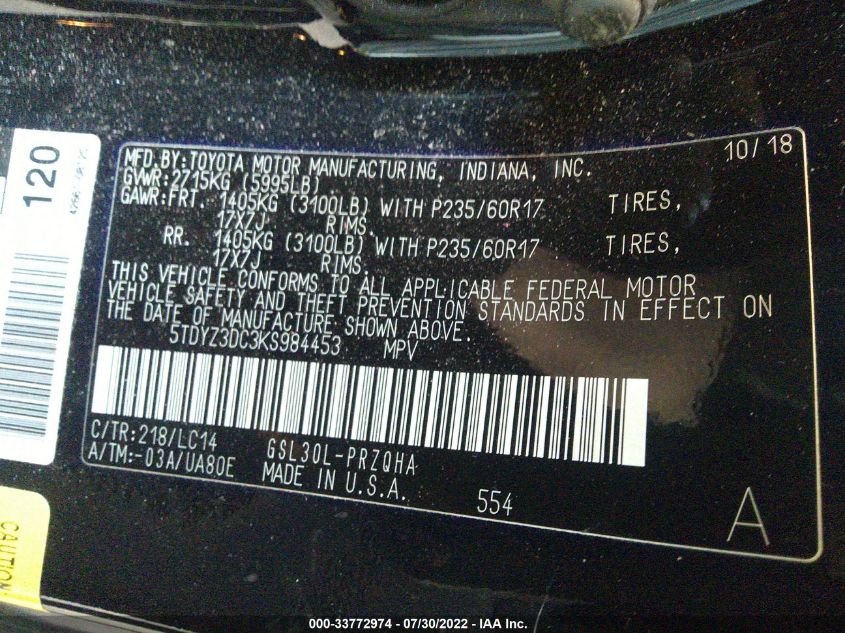 120
MFD.BY:TOYOTA MOTOR MANUFACTURING, INDIANA, INC. 10/18
GVWR:2715KG (5995LB)
GAWR:FRT. 1405KG (3100LB) WITH P235/60R17 TIRES,
17X7J. RIMS.
RR. 1405KG (3100LB) WITH P235/60R17 TIRES,
17X7J. RIMS.
THIS VEHICLE CONFORMS TO ALL APPLICABLE FEDERAL MOTOR
VEHICLE SAFETY AND THEFT PREVENTION STANDARDS IN EFFECT ON
THE DATE OF MANUFACTURE SHOWN ABOVE.
5TDYZ3DC3KS984453 MPV
C/TR:218/LC14 GSL30L-PRZQHA
A/TM:-03A/UA80E MADE IN U.S.A. 554
A
CAUTION
000-33772974 / 07/30/2022 - IAA Inc.